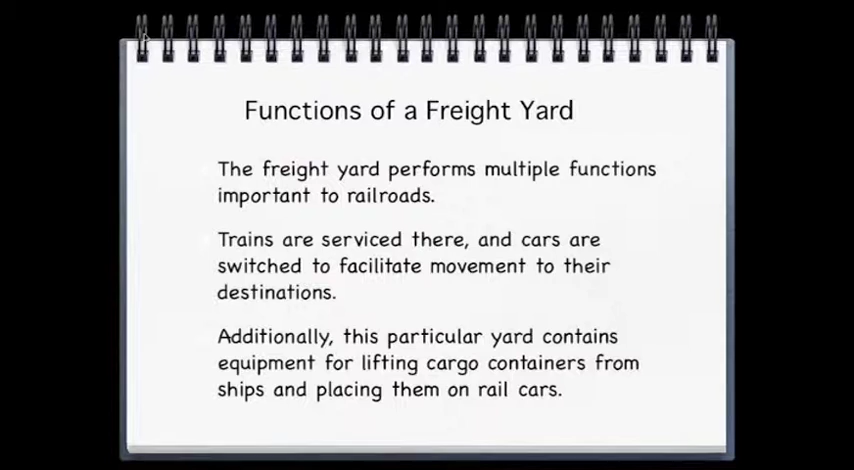 Functions of a Freight Yard
The freight yard performs multiple functions
important to railroads.
Trains are serviced there, and cars are
switched to facilitate movement to their
destinations.
Additionally, this particular yard contains
equipment for lifting cargo containers from
ships and placing them on rail cars.